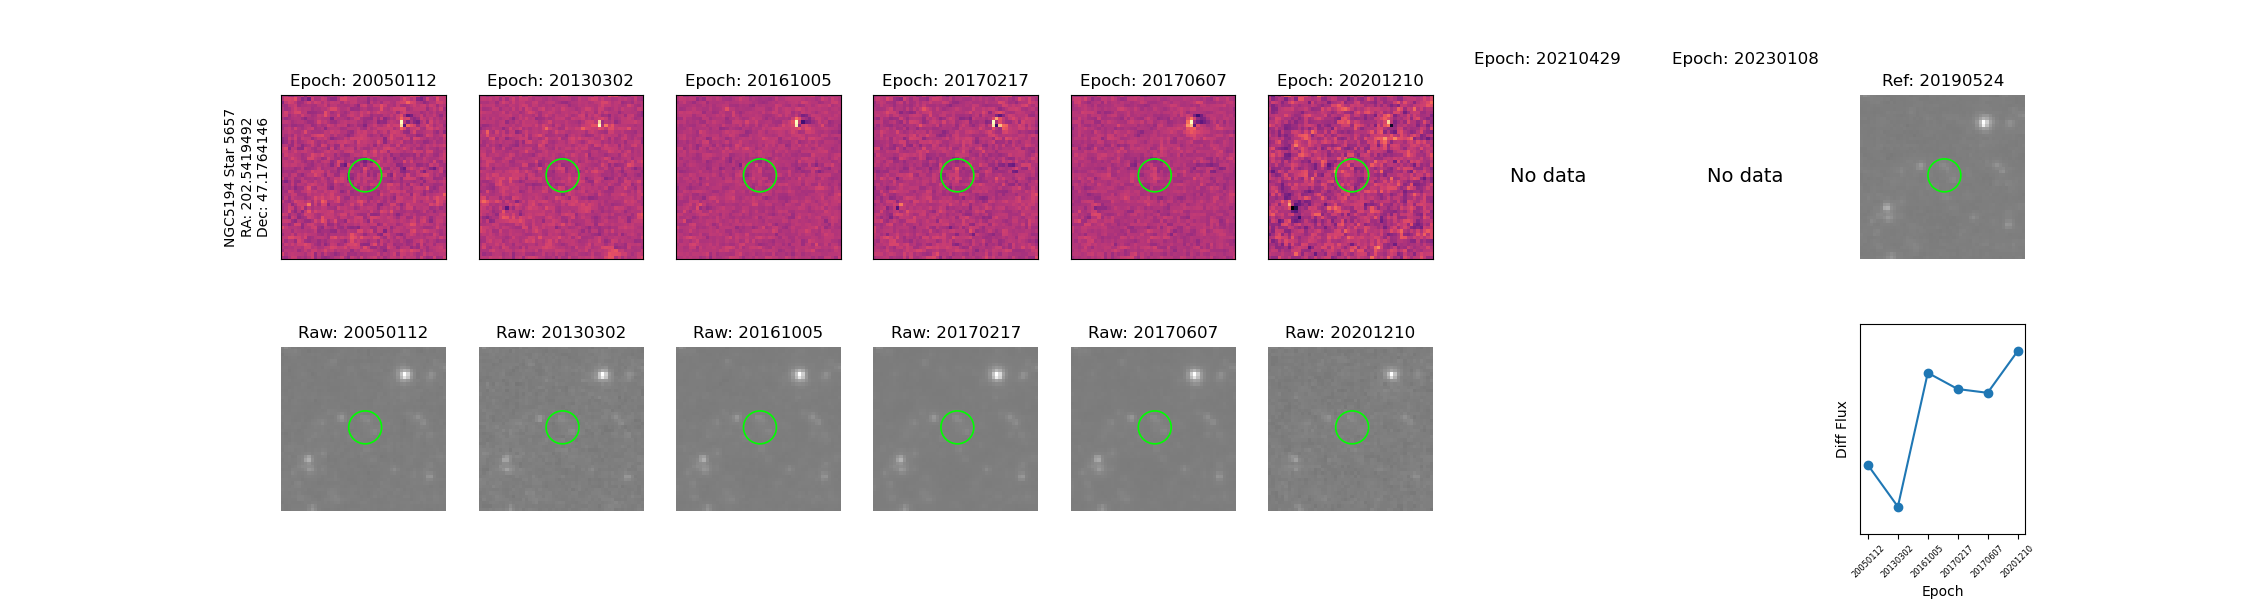 NGC5194 Star 5657
RA: 202.5419492
Dec: 47.1764146
Epoch: 20050112
Epoch: 20130302
Epoch: 20161005
Epoch: 20170217
Epoch: 20170607
Epoch: 20201210
Epoch: 20210429
Epoch: 20230108
Ref: 20190524
No data
No data
Raw: 20050112
Raw: 20130302
Raw: 20161005
Raw: 20170217
Raw: 20170607
Raw: 20201210
Diff Flux
20050112
20130302
20161005
20170217
20170607
20201210
Epoch